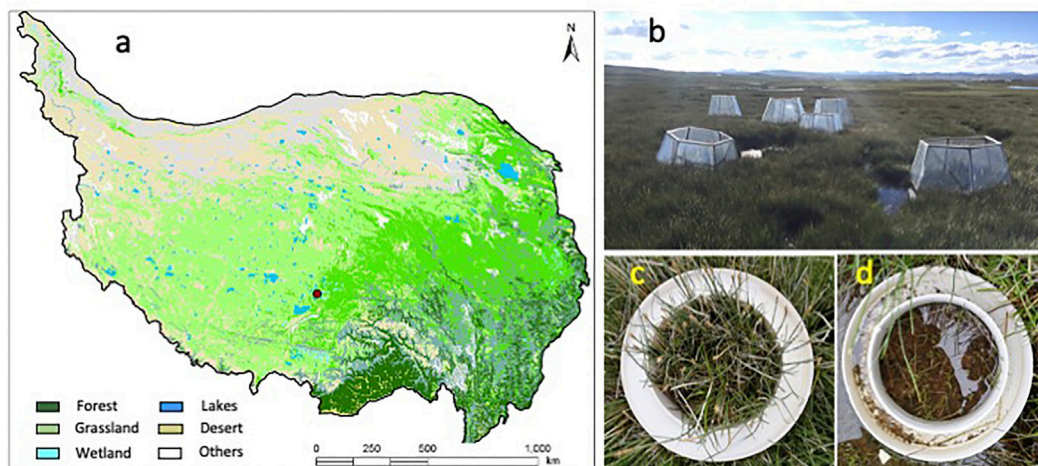 a
N
Forest
Lakes
Grassland
Desert
Wetland
Others
0 250 500 1,000
km
b
c
d